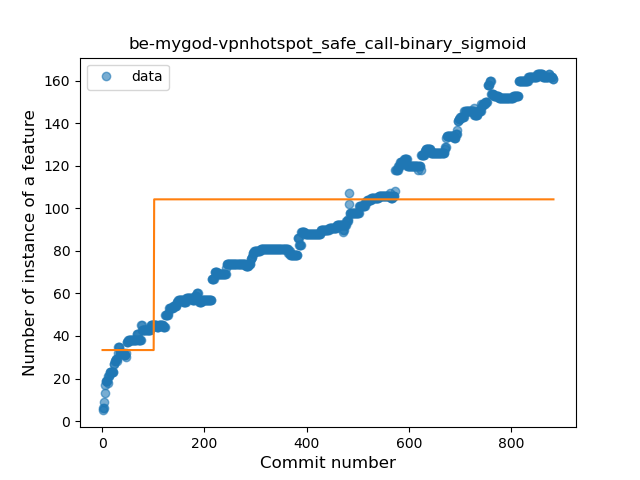 be-mygod-vpnhotspot_safe_call-binary_sigmoid
data
Number of instance of a feature
160
140
120
100
80
60
40
20
0
0 200 400 600 800
Commit number